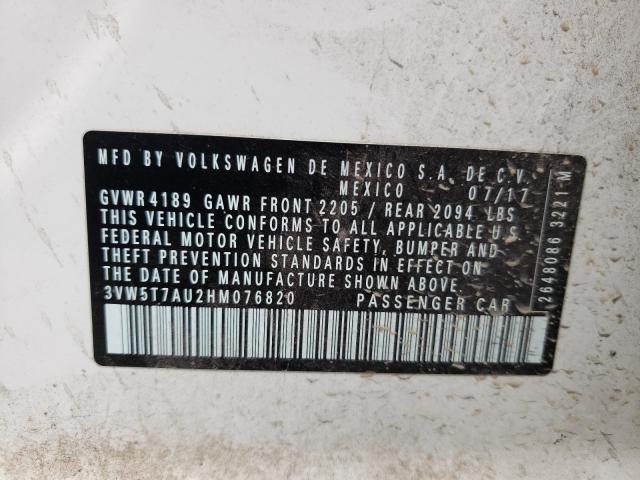 MFD BY VOLKSWAGEN DE MEXICO S.A. DE C.V.
MEXICO 07/17
GVWR 4189 GAWR FRONT 2205 / REAR 2094 LBS
THIS VEHICLE CONFORMS TO ALL APPLICABLE U.S.
FEDERAL MOTOR VEHICLE SAFETY, BUMPER AND
THEFT PREVENTION STANDARDS IN EFFECT ON
THE DATE OF MANUFACTURE SHOWN ABOVE.
3VW5T7AU2HM076820 PASSENGER CAR
2648086 3221 M